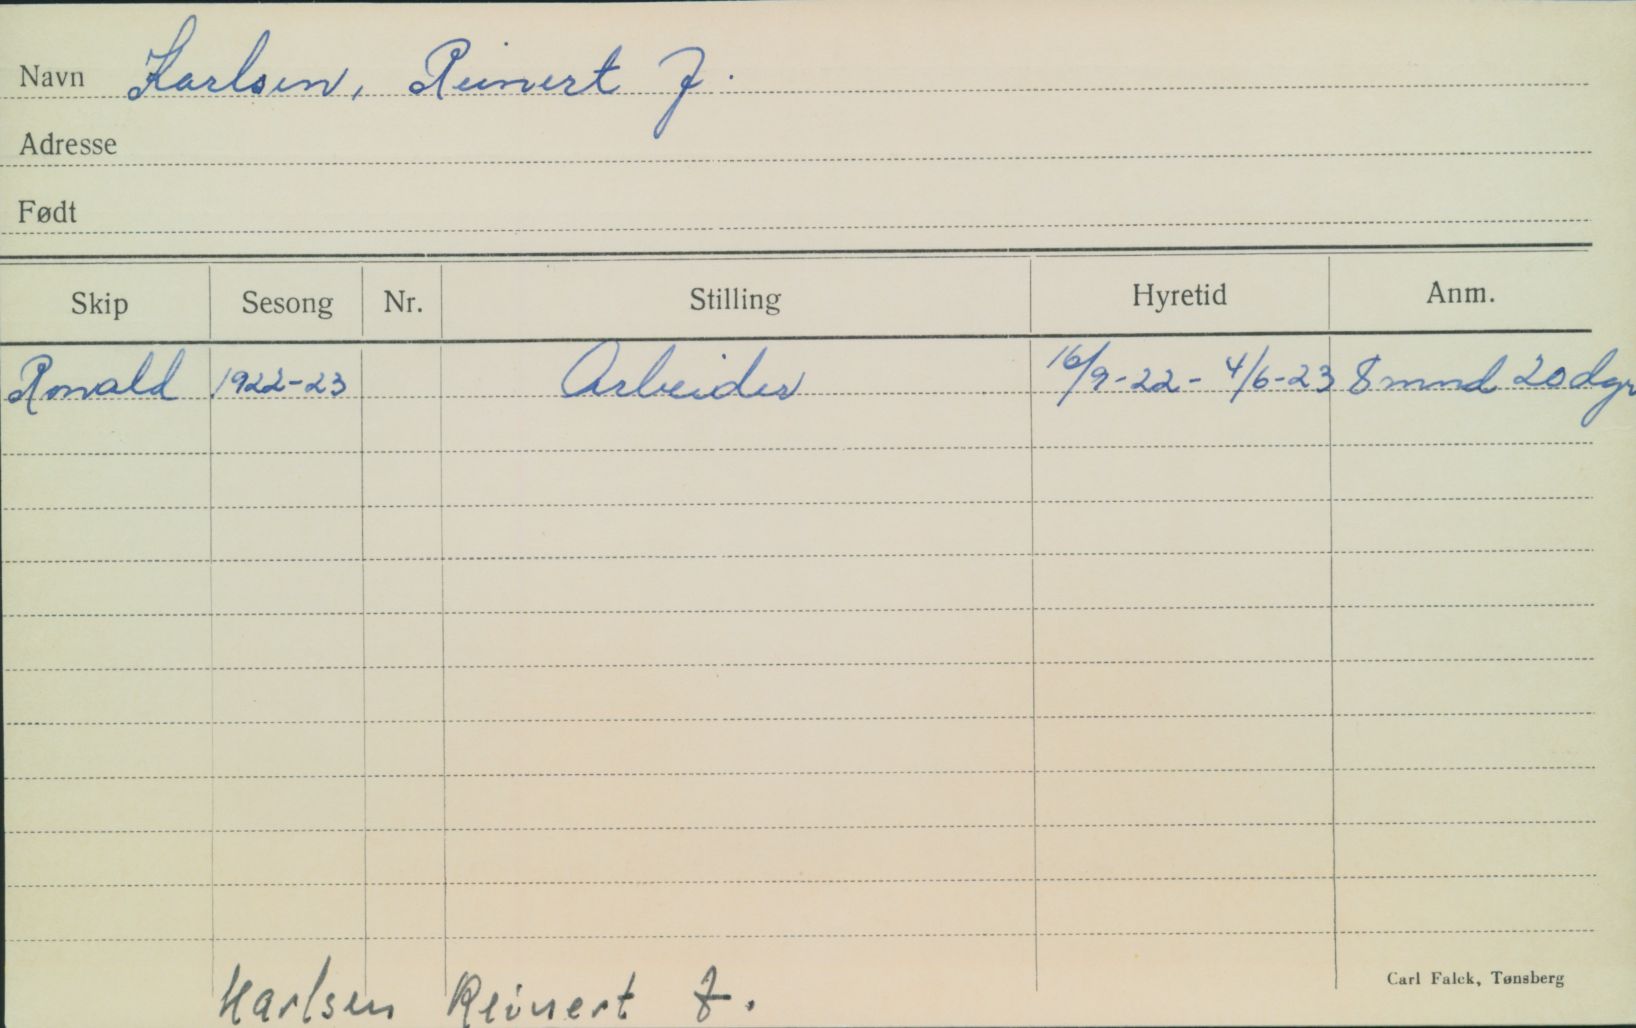 Navn Karlsen, Reinert J.
Adresse
Født
Skip Sesong Nr. Stilling Hyretid Anm.
Ronald 1922-23 Arbeider 16/9-22 - 4/6-23 8 mnd 20 dgr
Carl Falck, Tønsberg
Karlsen Reinert J.